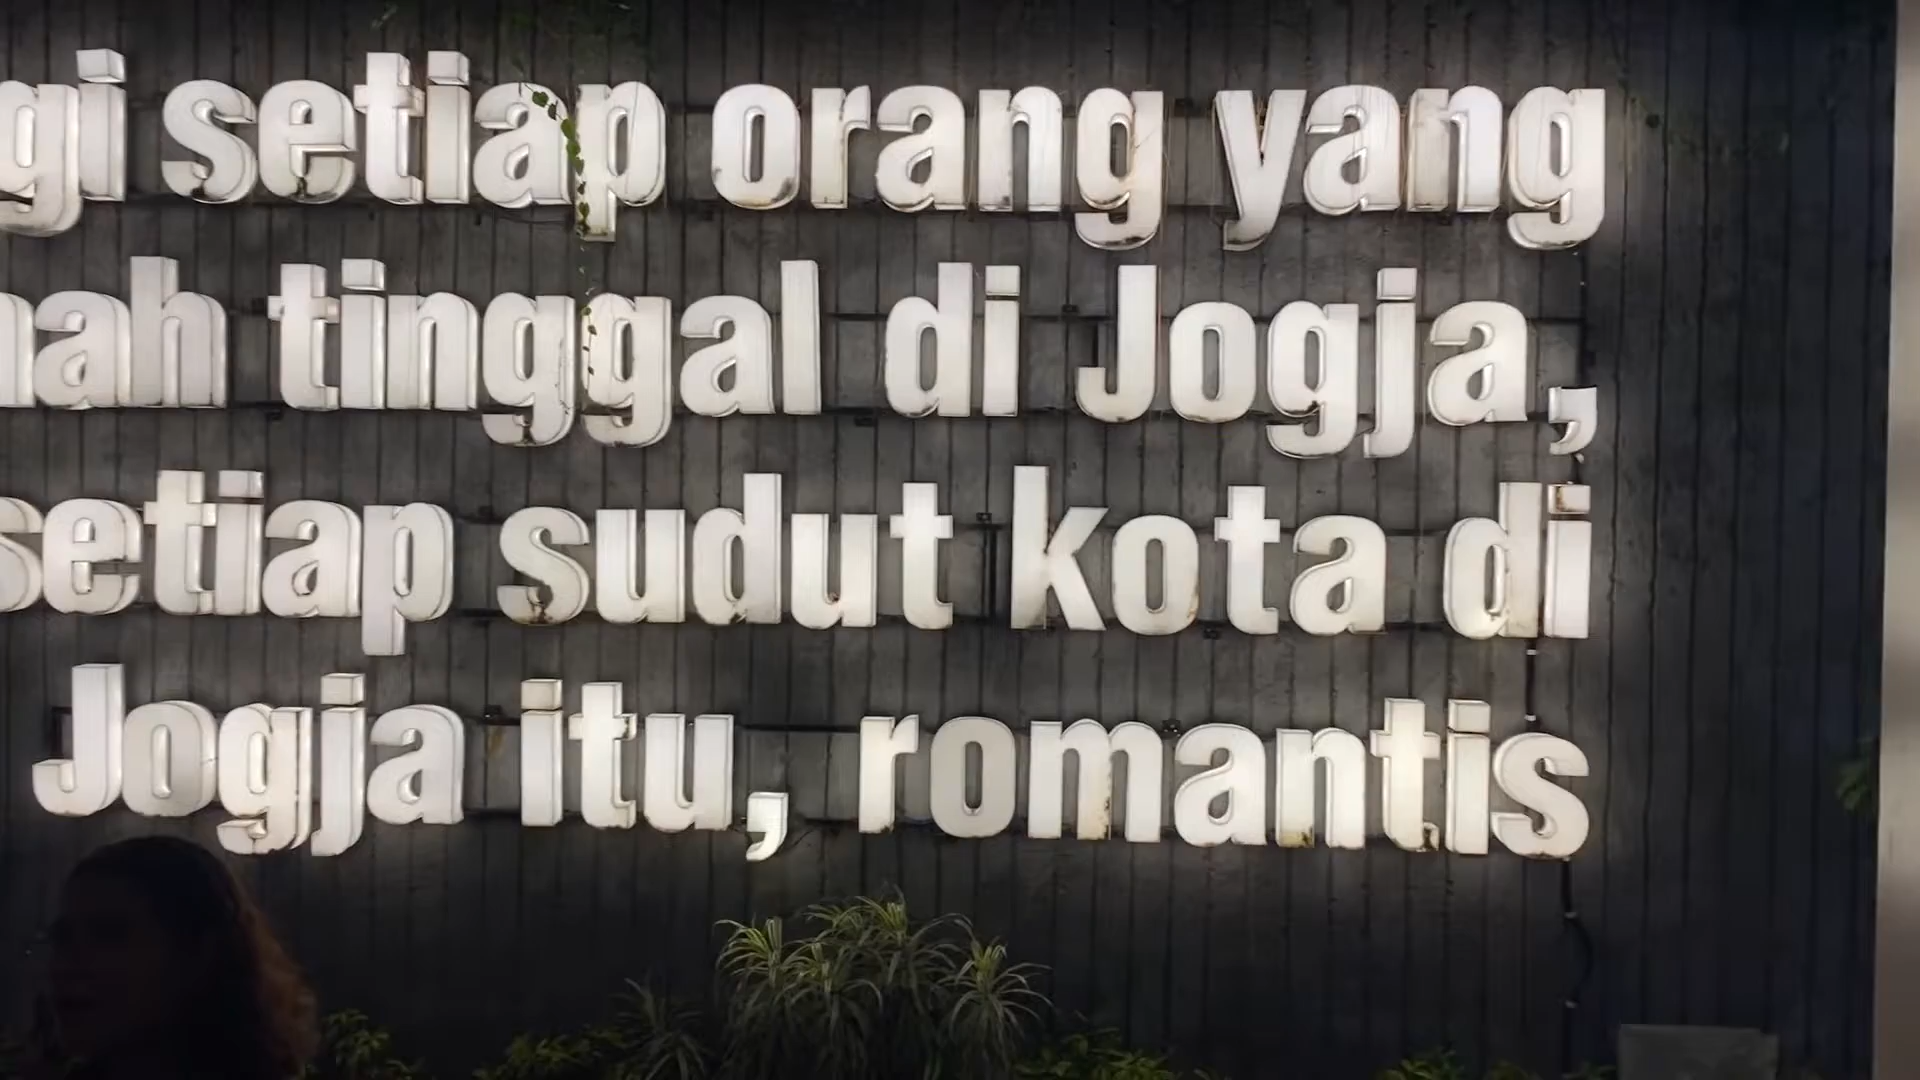 gi setiap orang yang
nah tinggal di Jogja,
setiap sudut kota di
Jogja itu, romantis